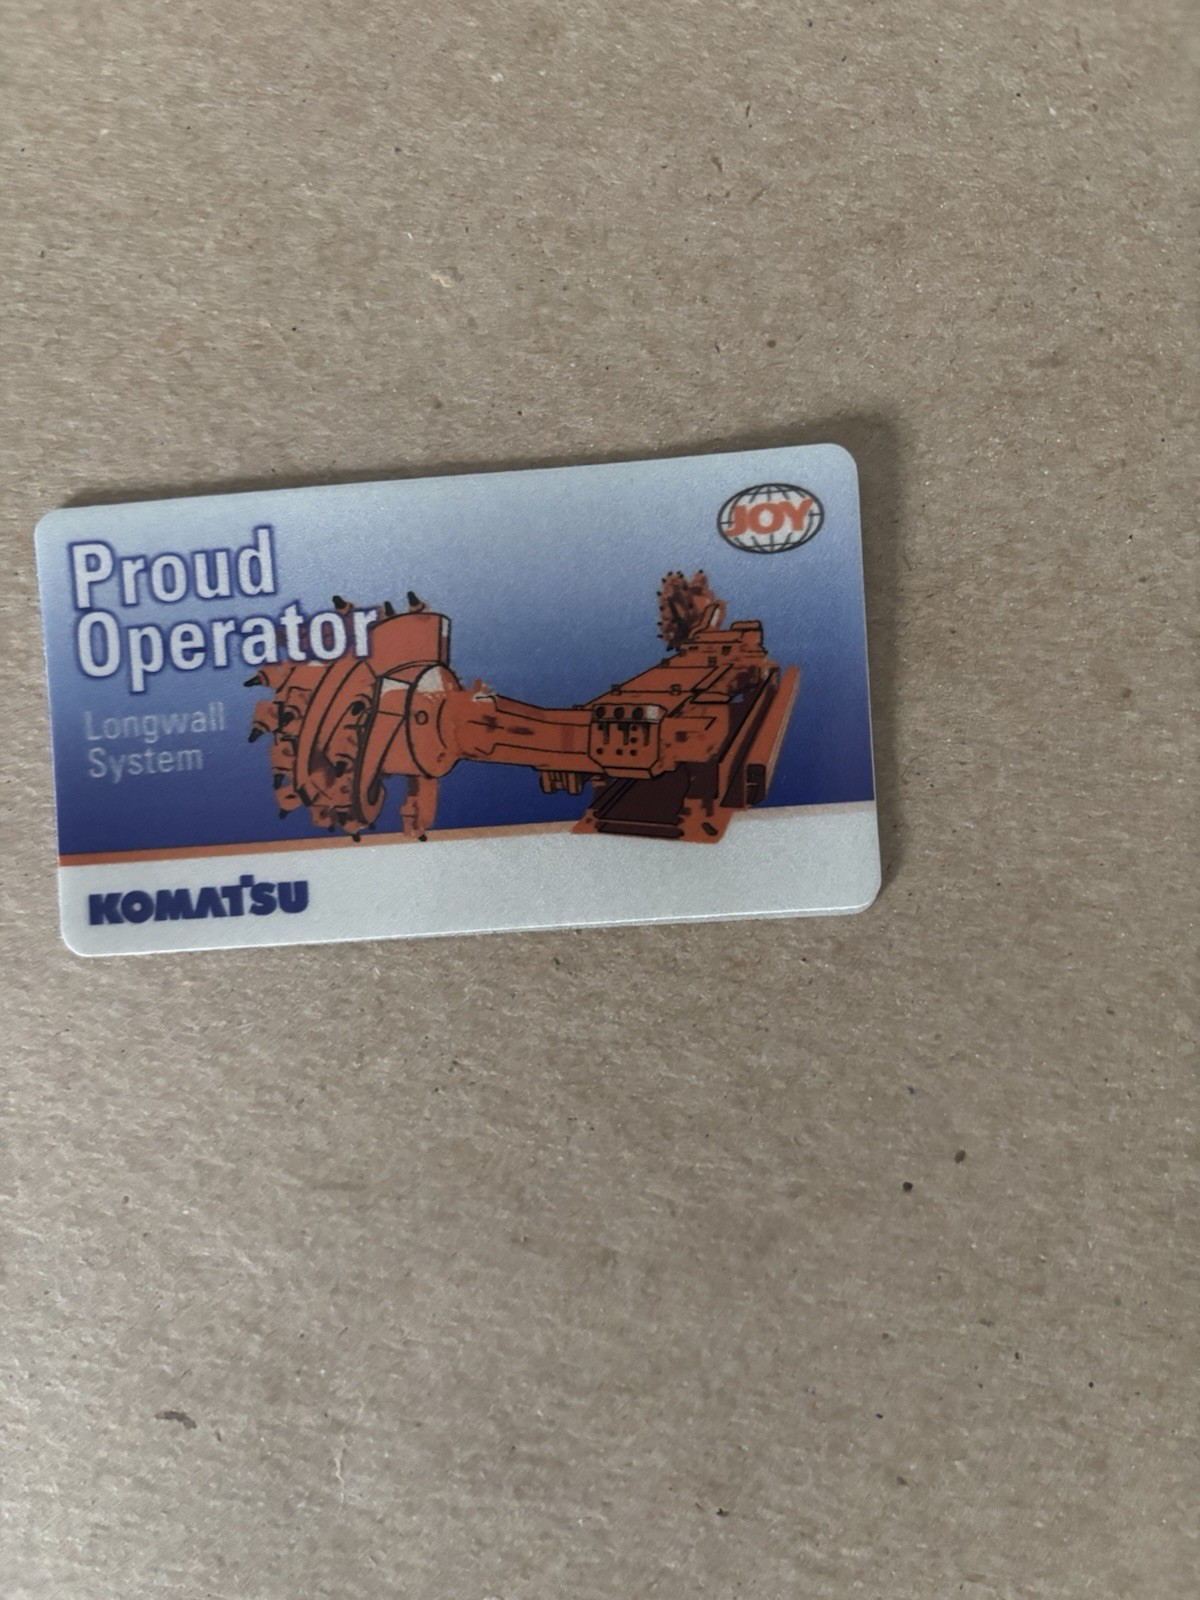 Proud
Operator
Longwall
System
JOY
KOMATSU